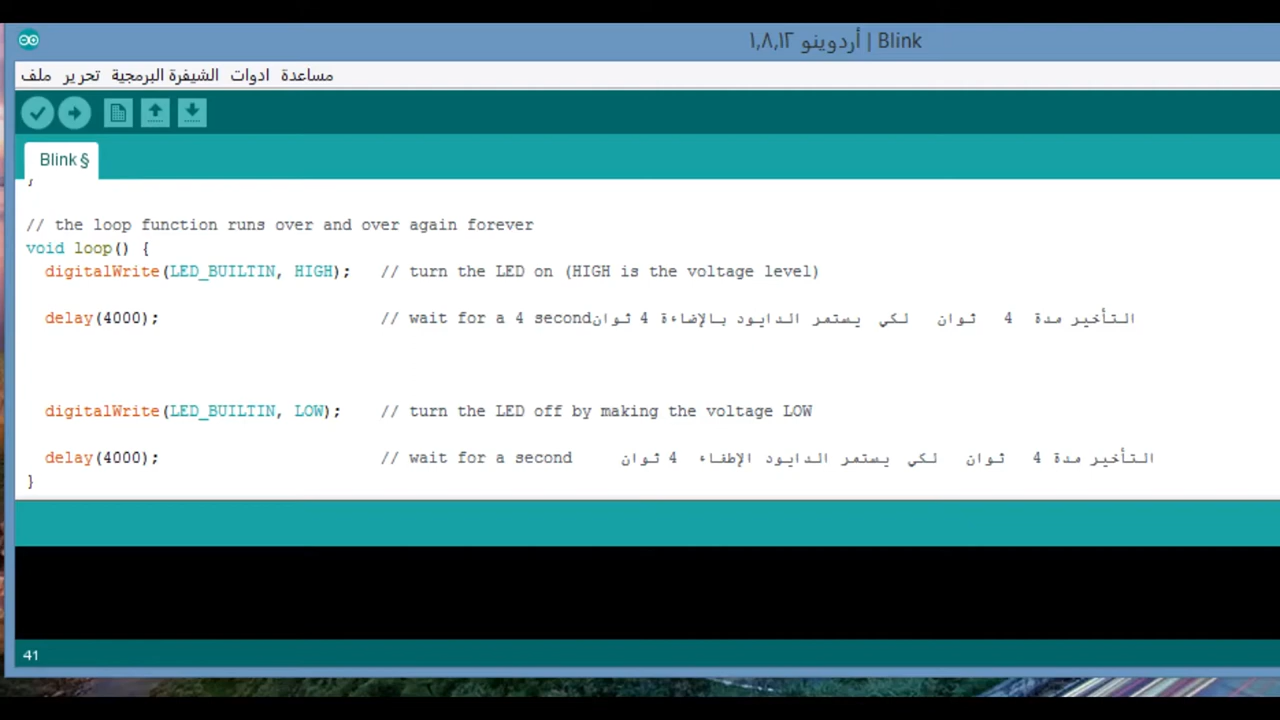 Blink | أردوينو ١,٨,١٢
ملف تحرير الشيفرة البرمجية ادوات مساعدة
Blink §
}
// the loop function runs over and over again forever
void loop() {
digitalWrite(LED_BUILTIN, HIGH);   // turn the LED on (HIGH is the voltage level)
delay(4000);   // wait for a 4 second التأخير مدة 4 ثوان لكي يستمر الدايود بالإضاءة 4 ثوان
digitalWrite(LED_BUILTIN, LOW);   // turn the LED off by making the voltage LOW
delay(4000);   // wait for a second التأخير مدة 4 ثوان لكي يستمر الدايود الإطفاء 4 ثوان
}
41